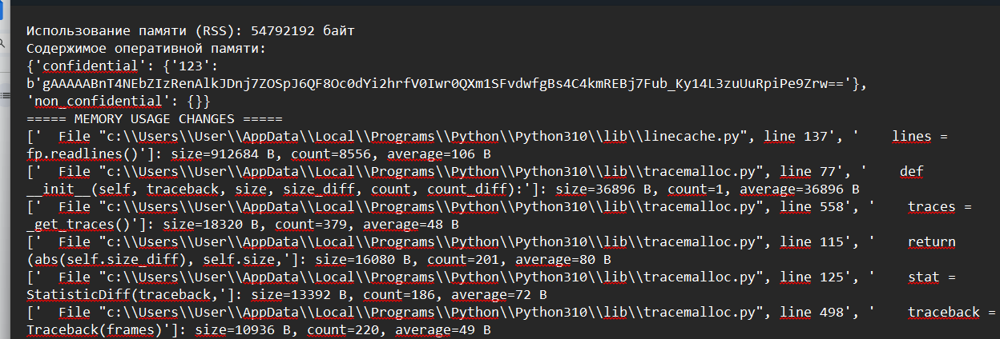 Использование памяти (RSS): 54792192 байт
Содержимое оперативной памяти:
{'confidential': {'123':
b'gAAAAABnT4NEbZIzRenAlkJDnj7ZOSpJ6QF8Oc0dYi2hrfV0Iwr0QXm1SFvdwfgBs4C4kmREBj7Fub_Ky14L3zuUuRpiPe9Zrw=='},
'non_confidential': {}}
===== MEMORY USAGE CHANGES =====
['  File "c:\\Users\\User\\AppData\\Local\\Programs\\Python\\Python310\\lib\\linecache.py", line 137', '    lines =
fp.readlines()']: size=912684 B, count=8556, average=106 B
['  File "c:\\Users\\User\\AppData\\Local\\Programs\\Python\\Python310\\lib\\tracemalloc.py", line 77', '    def
__init__(self, traceback, size, size_diff, count, count_diff):']: size=36896 B, count=1, average=36896 B
['  File "c:\\Users\\User\\AppData\\Local\\Programs\\Python\\Python310\\lib\\tracemalloc.py", line 558', '    traces =
_get_traces()']: size=18320 B, count=379, average=48 B
['  File "c:\\Users\\User\\AppData\\Local\\Programs\\Python\\Python310\\lib\\tracemalloc.py", line 115', '    return
(abs(self.size_diff), self.size,']: size=16080 B, count=201, average=80 B
['  File "c:\\Users\\User\\AppData\\Local\\Programs\\Python\\Python310\\lib\\tracemalloc.py", line 125', '    stat =
StatisticDiff(traceback,']: size=13392 B, count=186, average=72 B
['  File "c:\\Users\\User\\AppData\\Local\\Programs\\Python\\Python310\\lib\\tracemalloc.py", line 498', '    traceback =
Traceback(frames)']: size=10936 B, count=220, average=49 B